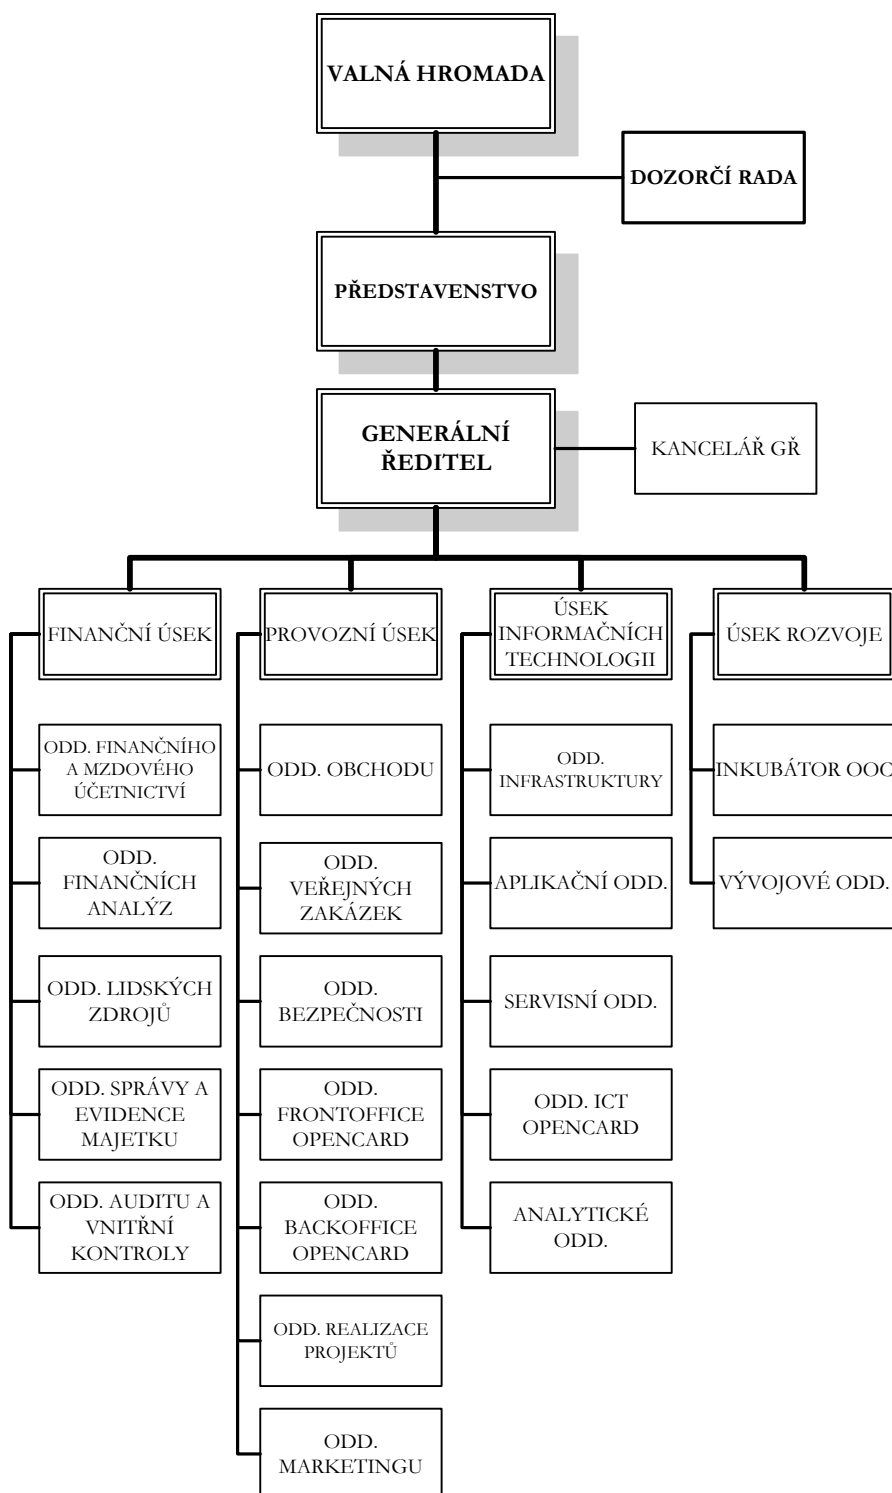 VALNÁ HROMADA
DOZORČÍ RADA
PŘEDSTAVENSTVO
GENERÁLNÍ
ŘEDITEL
KANCELÁŘ GŘ
FINANČNÍ ÚSEK
ODD. FINANČNÍHO
A MZDOVÉHO
ÚČETNICTVÍ
ODD.
FINANČNÍCH
ANALÝZ
ODD. LIDSKÝCH
ZDROJŮ
ODD. SPRÁVY A
EVIDENCE
MAJETKU
ODD. AUDITU A
VNITŘNÍ
KONTROLY
PROVOZNÍ ÚSEK
ODD. OBCHODU
ODD.
VEŘEJNÝCH
ZAKÁZEK
ODD.
BEZPEČNOSTI
ODD.
FRONTOFFICE
OPENCARD
ODD.
BACKOFFICE
OPENCARD
ODD. REALIZACE
PROJEKTŮ
ODD.
MARKETINGU
ÚSEK
INFORMAČNÍCH
TECHNOLOGII
ODD.
INFRASTRUKTURY
APLIKAČNÍ ODD.
SERVISNÍ ODD.
ODD. ICT
OPENCARD
ANALYTICKÉ
ODD.
ÚSEK ROZVOJE
INKUBÁTOR OOC
VÝVOJOVÉ ODD.